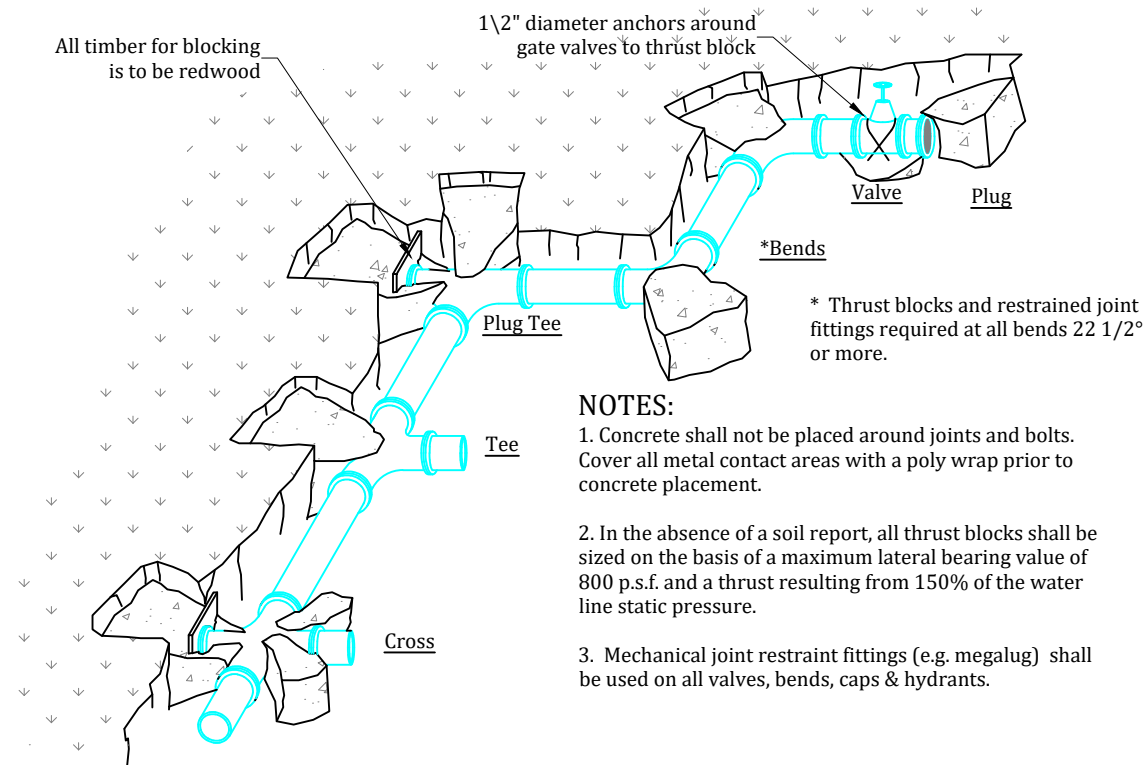 All timber for blocking
is to be redwood
1\2" diameter anchors around
gate valves to thrust block
Valve
Plug
*Bends
* Thrust blocks and restrained joint
fittings required at all bends 22 1/2°
or more.
Plug Tee
Tee
Cross
NOTES:
1. Concrete shall not be placed around joints and bolts.
Cover all metal contact areas with a poly wrap prior to
concrete placement.
2. In the absence of a soil report, all thrust blocks shall be
sized on the basis of a maximum lateral bearing value of
800 p.s.f. and a thrust resulting from 150% of the water
line static pressure.
3. Mechanical joint restraint fittings (e.g. megalug) shall
be used on all valves, bends, caps & hydrants.